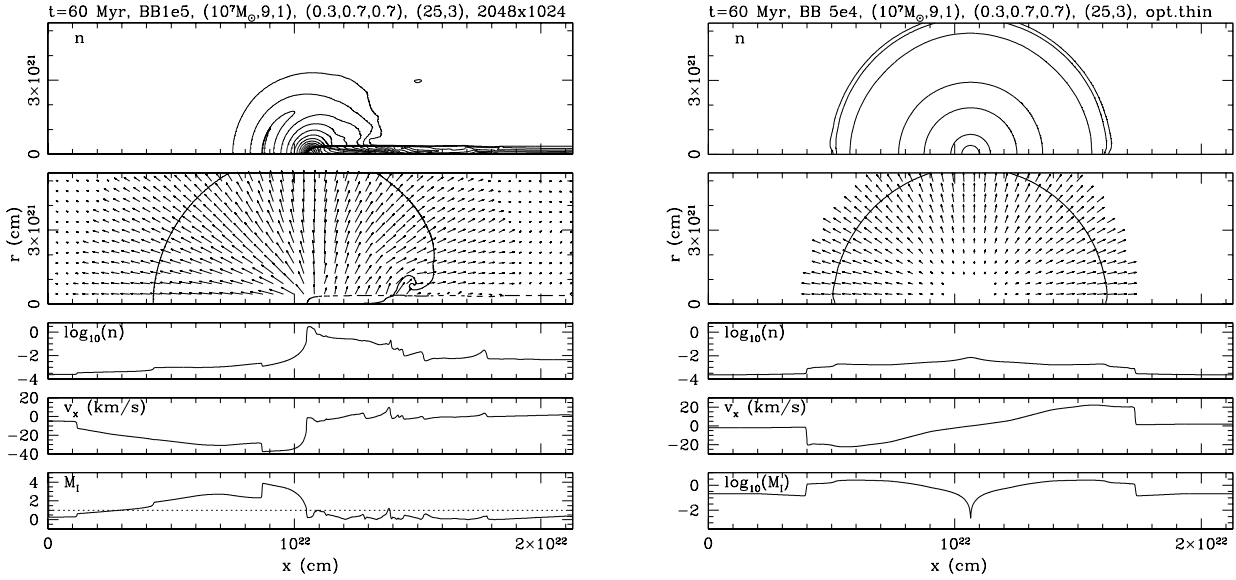 t=60 Myr, BB1e5, (10⁷M☉,9,1), (0.3,0.7,0.7), (25,3), 2048x1024
n
3×10²¹
0
r (cm)
3×10²¹
0
log₁₀(n)
0
−2
−4
vₓ (km/s)
20
0
−20
−40
M_I
4
2
0
0
10²²
2×10²²
x (cm)
t=60 Myr, BB 5e4, (10⁷M☉,9,1), (0.3,0.7,0.7), (25,3), opt.thin
n
3×10²¹
0
r (cm)
3×10²¹
0
log₁₀(n)
0
−2
−4
vₓ (km/s)
20
0
−20
log₁₀(M_I)
0
−2
0
10²²
2×10²²
x (cm)